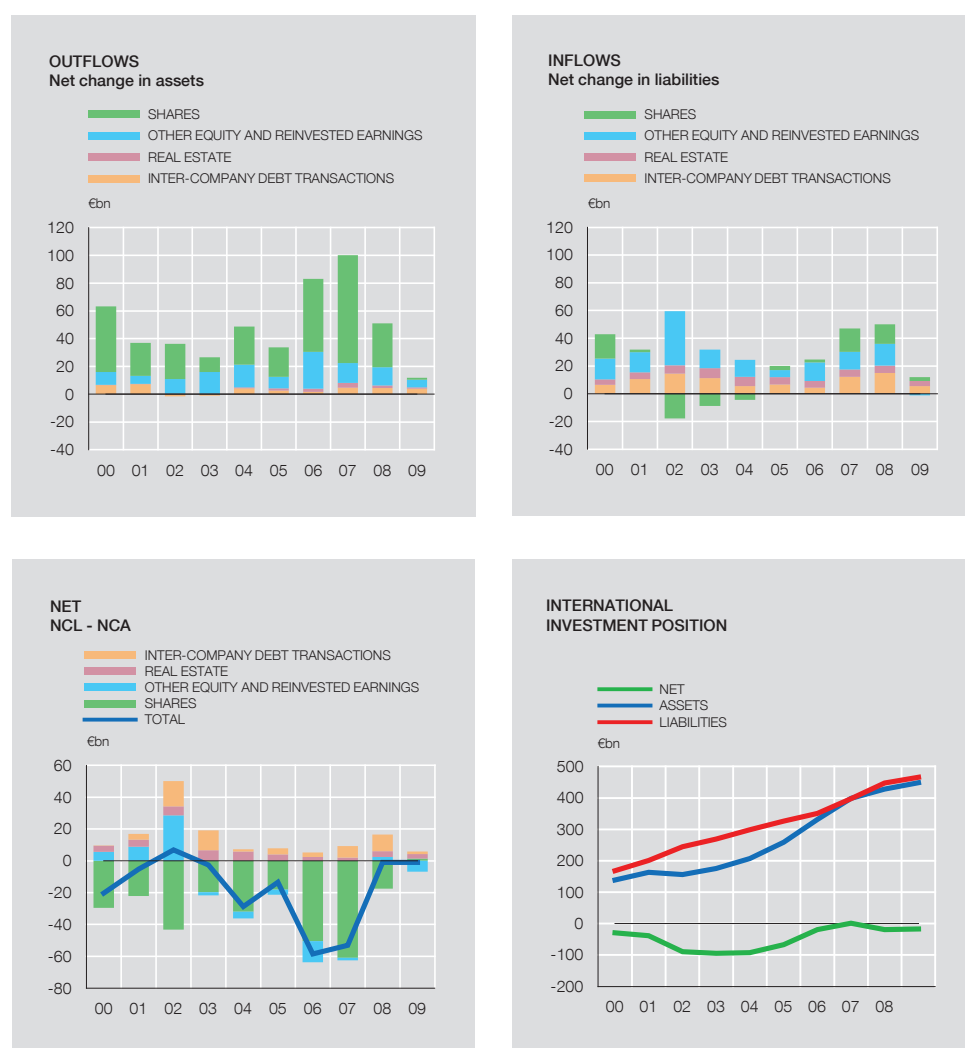 OUTFLOWS
Net change in assets
SHARES
OTHER EQUITY AND REINVESTED EARNINGS
REAL ESTATE
INTER-COMPANY DEBT TRANSACTIONS
€bn
120
100
80
60
40
20
0
-20
-40
00 01 02 03 04 05 06 07 08 09
INFLOWS
Net change in liabilities
SHARES
OTHER EQUITY AND REINVESTED EARNINGS
REAL ESTATE
INTER-COMPANY DEBT TRANSACTIONS
€bn
120
100
80
60
40
20
0
-20
-40
00 01 02 03 04 05 06 07 08 09
NET
NCL - NCA
INTER-COMPANY DEBT TRANSACTIONS
REAL ESTATE
OTHER EQUITY AND REINVESTED EARNINGS
SHARES
TOTAL
€bn
60
40
20
0
-20
-40
-60
-80
00 01 02 03 04 05 06 07 08 09
INTERNATIONAL
INVESTMENT POSITION
NET
ASSETS
LIABILITIES
€bn
500
400
300
200
100
0
-100
-200
00 01 02 03 04 05 06 07 08